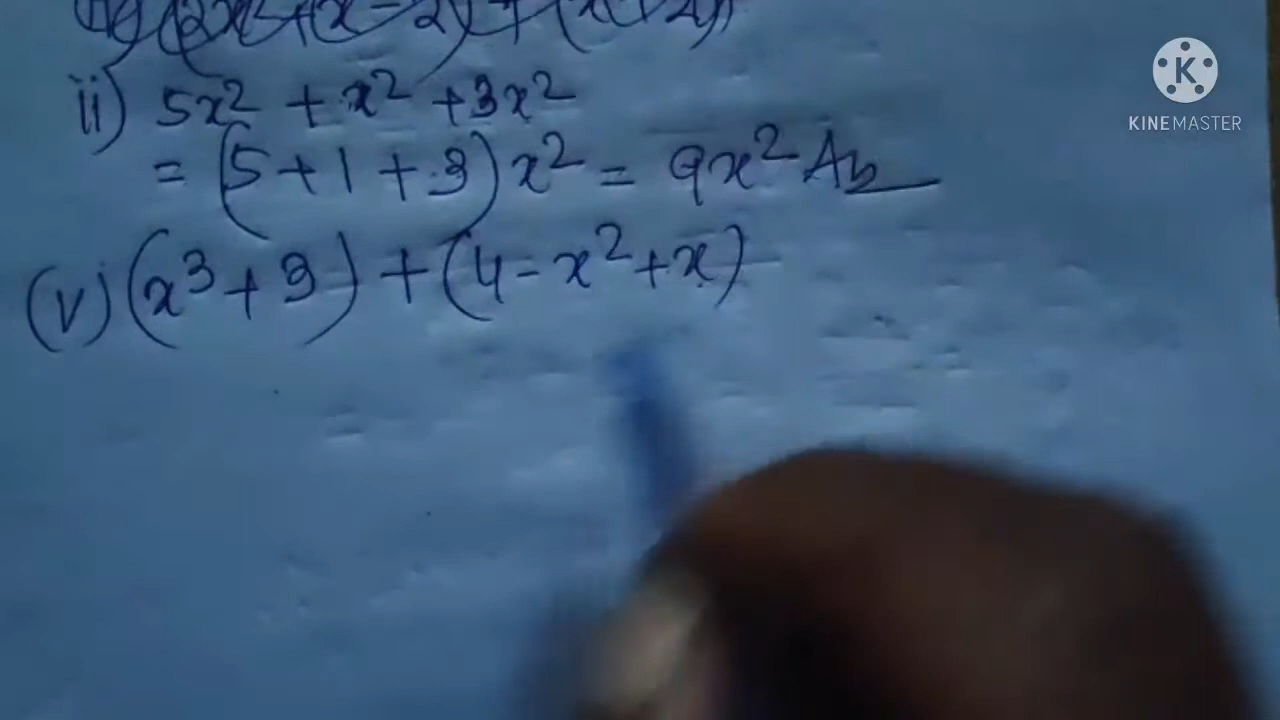 ii) 5x² + x² + 3x²
= (5 + 1 + 3) x² = 9x² Ans
(v) (x³ + 3) + (4 - x² + x)
K
KINEMASTER